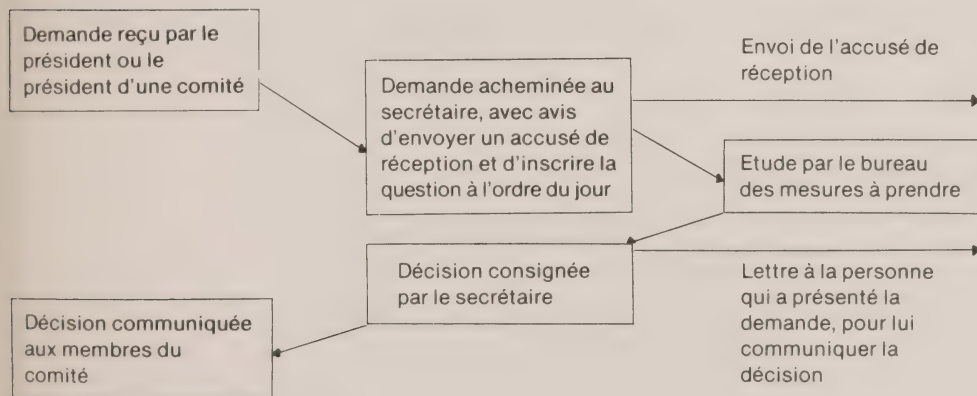 Demande reçu par le
président ou le
président d'une comité
Demande acheminée au
secrétaire, avec avis
d'envoyer un accusé de
réception et d'inscrire la
question à l'ordre du jour
Envoi de l'accusé de
réception
Etude par le bureau
des mesures à prendre
Décision consignée
par le secrétaire
Lettre à la personne
qui a présenté la
demande, pour lui
communiquer la
décision
Décision communiquée
aux membres du
comité